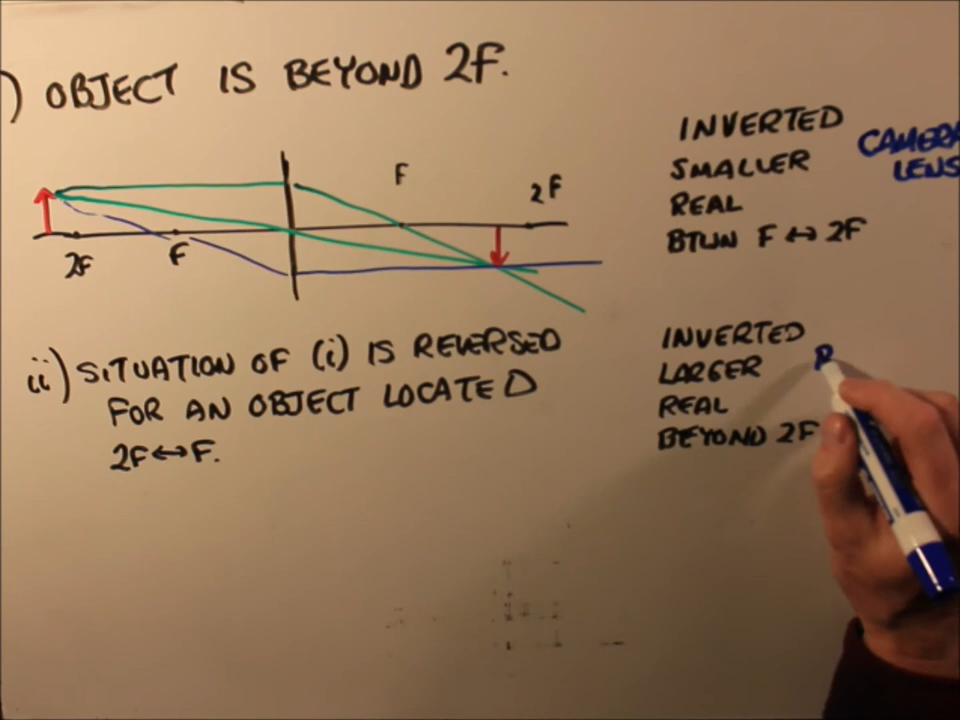 ) OBJECT IS BEYOND 2F.
F
2F
2F
F
INVERTED
SMALLER
REAL
BTWN F ↔ 2F
CAMERA
LENS
ii) SITUATION OF (i) IS REVERSED
FOR AN OBJECT LOCATED
2F↔F.
INVERTED
LARGER
REAL
BEYOND 2F